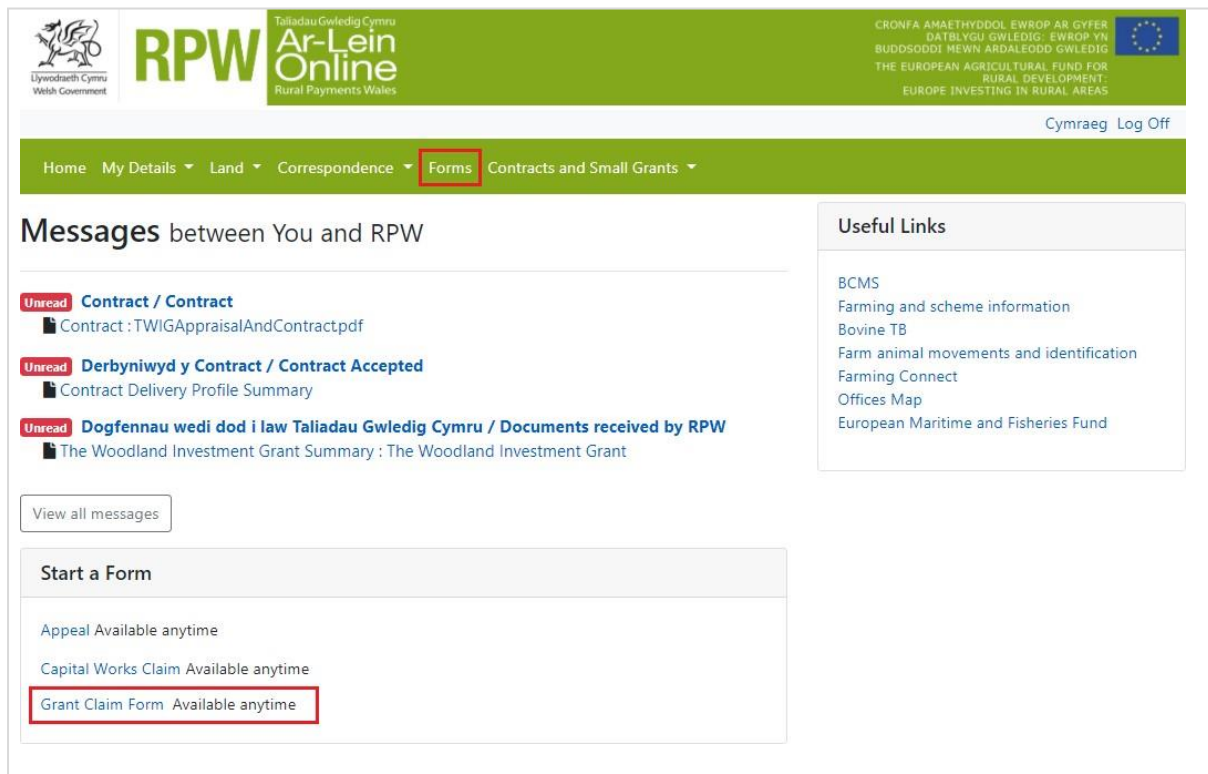 Llywodraeth Cymru
Welsh Government
RPW
Taliadau Gwledig Cymru
Ar-Lein
Online
Rural Payments Wales
CRONFA AMAETHYDDOL EWROP AR GYFER
DATBLYGU GWLEDIG: EWROP YN
BUDDSODDI MEWN ARDALEODD GWLEDIG
THE EUROPEAN AGRICULTURAL FUND FOR
RURAL DEVELOPMENT:
EUROPE INVESTING IN RURAL AREAS
Cymraeg Log Off
Home My Details Land Correspondence Forms Contracts and Small Grants
Messages between You and RPW
Unread Contract / Contract
Contract : TWIGAppraisalAndContract.pdf
Unread Derbyniwyd y Contract / Contract Accepted
Contract Delivery Profile Summary
Unread Dogfennau wedi dod i law Taliadau Gwledig Cymru / Documents received by RPW
The Woodland Investment Grant Summary : The Woodland Investment Grant
View all messages
Start a Form
Appeal Available anytime
Capital Works Claim Available anytime
Grant Claim Form Available anytime
Useful Links
BCMS
Farming and scheme information
Bovine TB
Farm animal movements and identification
Farming Connect
Offices Map
European Maritime and Fisheries Fund